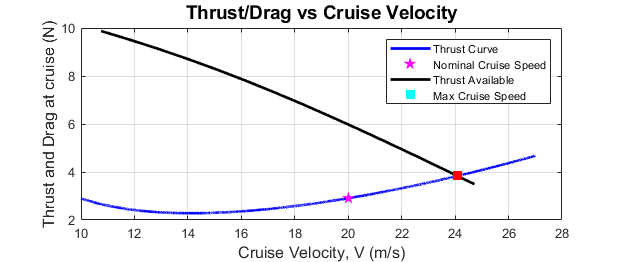 Thrust/Drag vs Cruise Velocity
Thrust and Drag at cruise (N)
10
8
6
4
2
Thrust Curve
Nominal Cruise Speed
Thrust Available
Max Cruise Speed
10 12 14 16 18 20 22 24 26 28
Cruise Velocity, V (m/s)